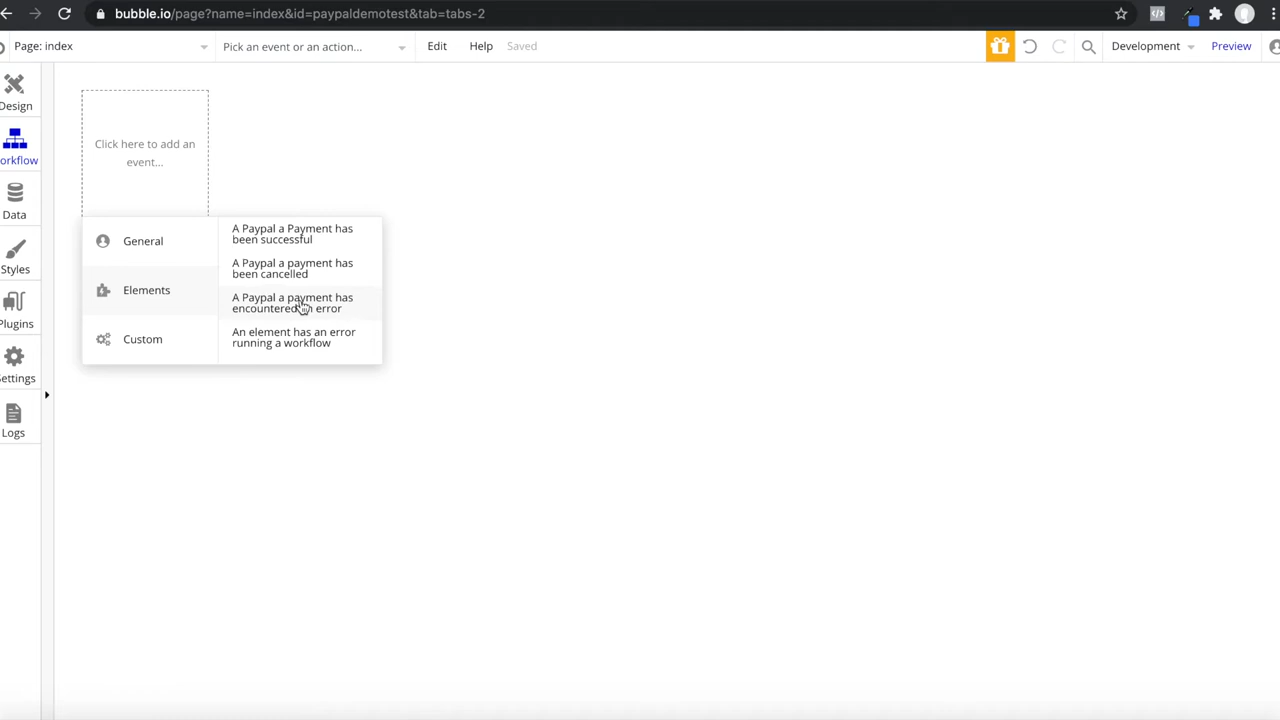 bubble.io/page?name=index&id=paypaldemotest&tab=tabs-2
Page: index
Pick an event or an action...
Edit
Help
Saved
Development
Preview
Design
orkflow
Data
Styles
Plugins
Settings
Logs
Click here to add an
event...
General
Elements
Custom
A Paypal a Payment has
been successful
A Paypal a payment has
been cancelled
A Paypal a payment has
encountered an error
An element has an error
running a workflow